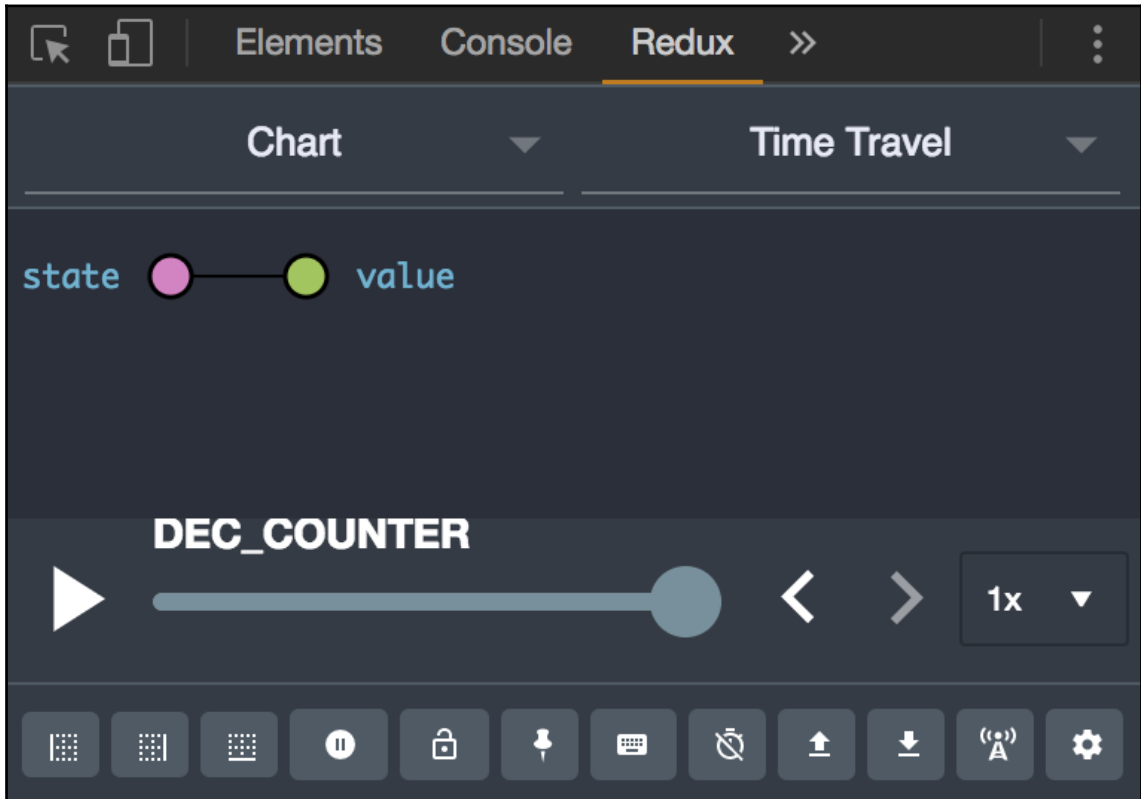 Elements Console Redux »
Chart Time Travel
state value
DEC_COUNTER
1x